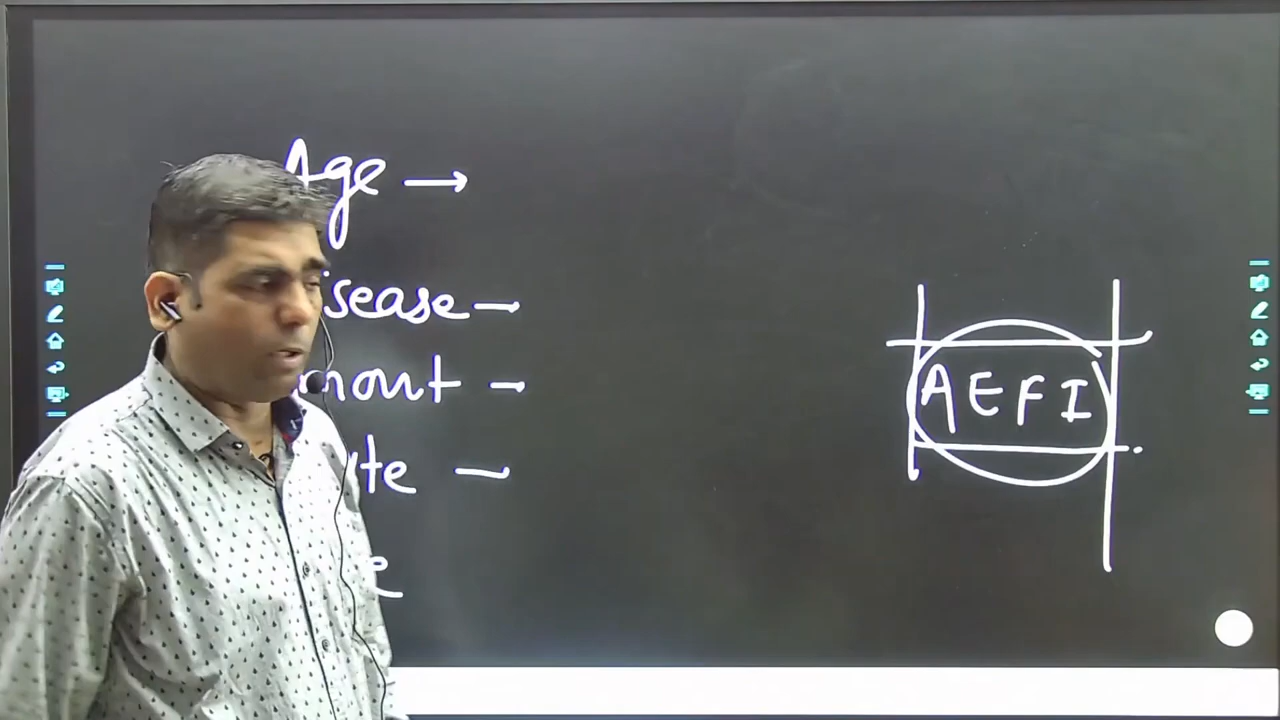 Age →
isease –
mount –
te –
e
AEFI